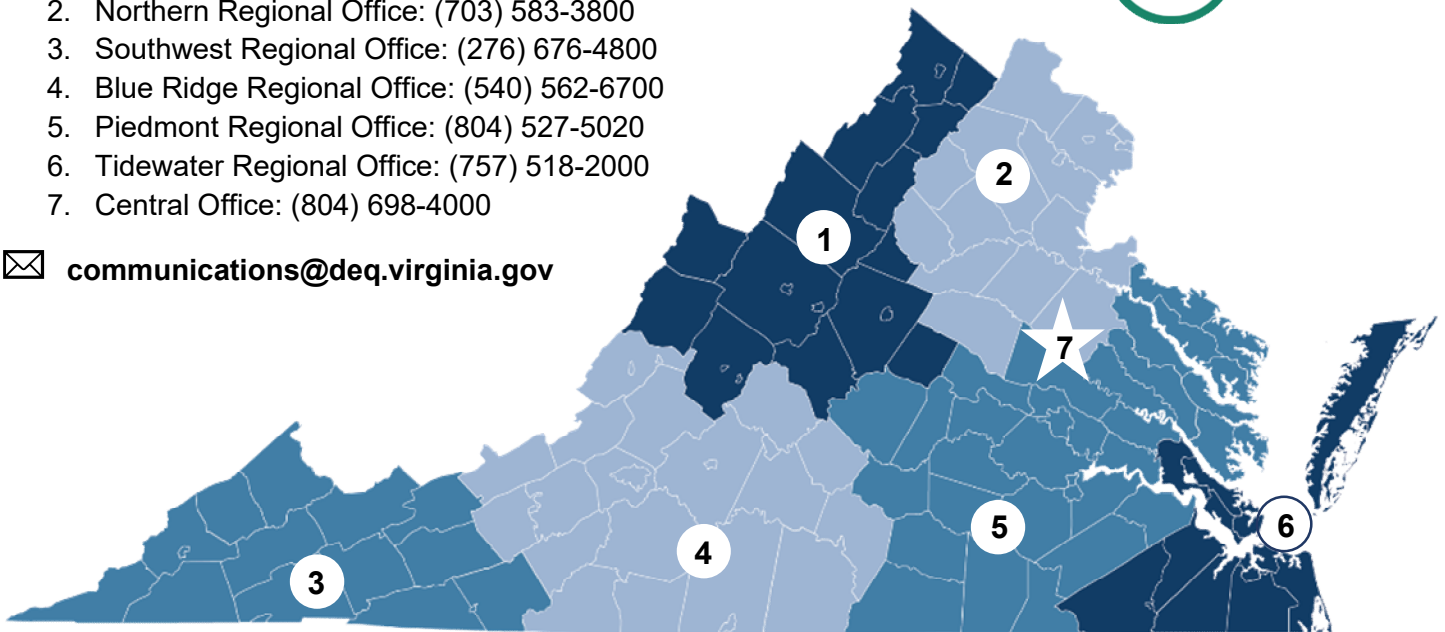 2. Northern Regional Office: (703) 583-3800
3. Southwest Regional Office: (276) 676-4800
4. Blue Ridge Regional Office: (540) 562-6700
5. Piedmont Regional Office: (804) 527-5020
6. Tidewater Regional Office: (757) 518-2000
7. Central Office: (804) 698-4000
communications@deq.virginia.gov
2
1
7
5
6
4
3